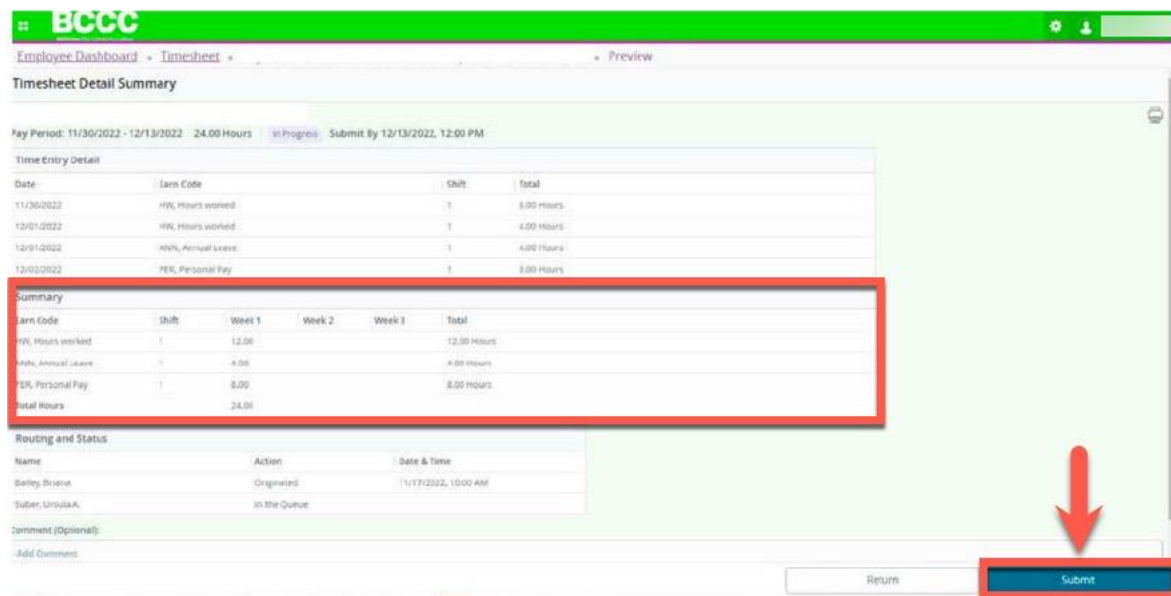 BCCC
Employee Dashboard • Timesheet • • Preview
Timesheet Detail Summary
Pay Period: 11/30/2022 - 12/13/2022 24.00 Hours In Progress Submit By 12/13/2022, 12:00 PM
Time Entry Detail
Date Earn Code Shift Total
11/30/2022 HW, Hours worked 1 8.00 Hours
12/01/2022 HW, Hours worked 1 4.00 Hours
12/01/2022 ANN, Annual Leave 1 4.00 Hours
12/02/2022 PER, Personal Pay 1 8.00 Hours
Summary
Earn Code Shift Week 1 Week 2 Week 3 Total
HW, Hours worked 1 12.00 12.00 Hours
ANN, Annual Leave 1 4.00 4.00 Hours
PER, Personal Pay 1 8.00 8.00 Hours
Total Hours 24.00
Routing and Status
Name Action Date & Time
Bailey, Briana Originated 11/17/2022, 10:00 AM
Suber, Ursula A. In the Queue
Comment (Optional):
Add Comment
Return Submit